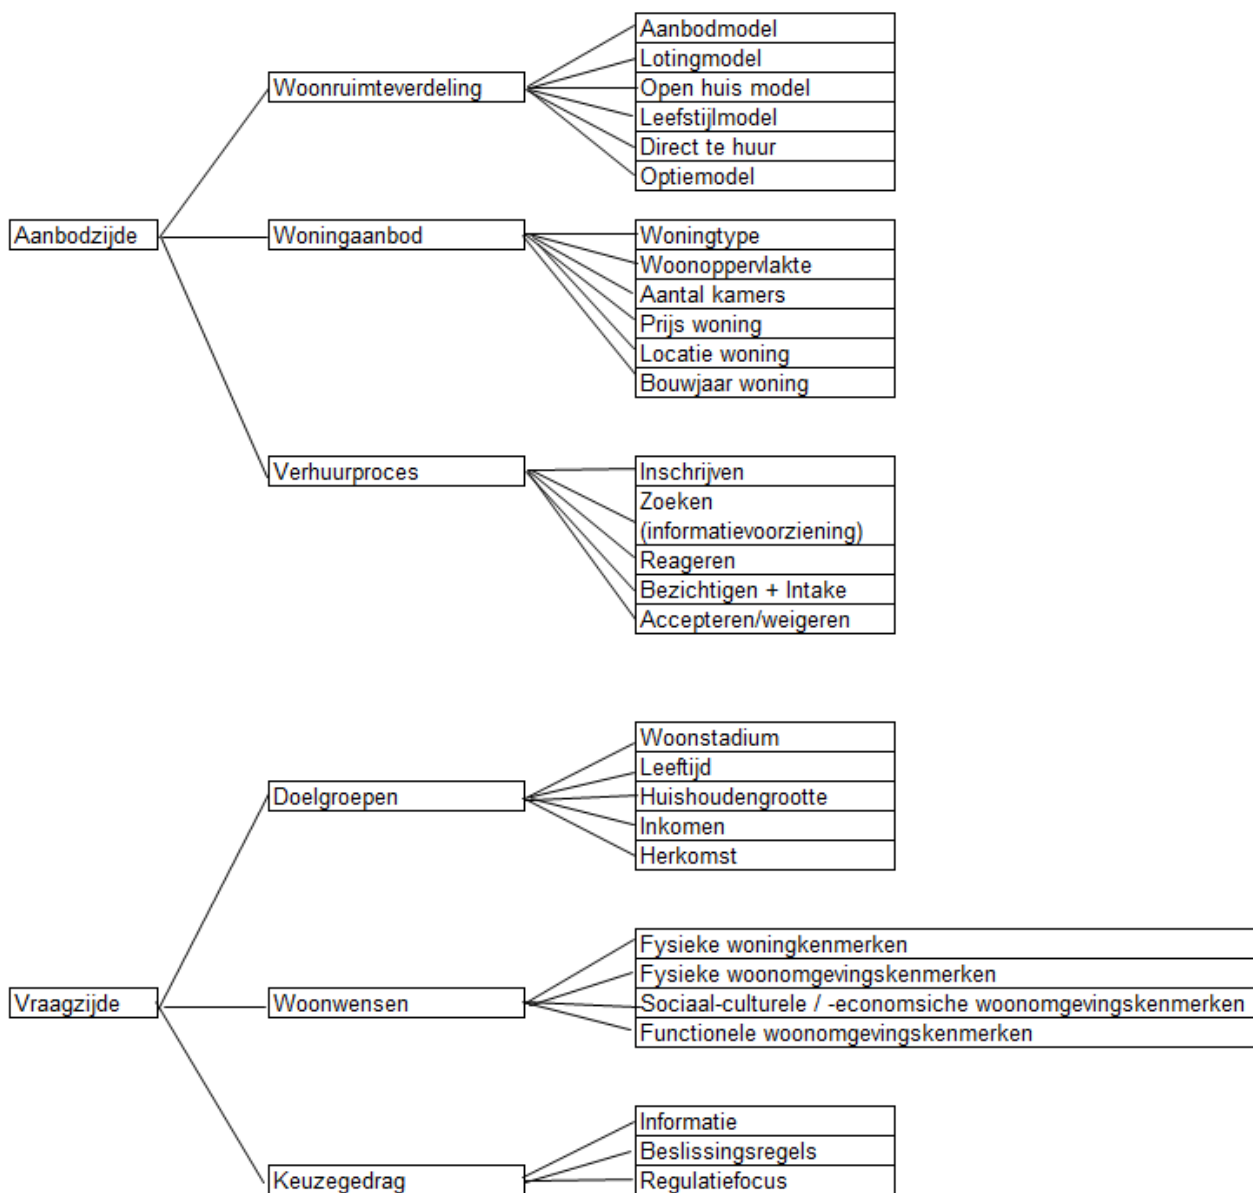 Aanbodmodel
Lotingmodel
Woonruimteverdeling
Open huis model
Leefstijlmodel
Direct te huur
Optiemodel
Aanbodzijde
Woningaanbod
Woningtype
Woonoppervlakte
Aantal kamers
Prijs woning
Locatie woning
Bouwjaar woning
Verhuurproces
Inschrijven
Zoeken
(informatievoorziening)
Reageren
Bezichtigen + Intake
Accepteren/weigeren
Woonstadium
Leeftijd
Doelgroepen
Huishoudengrootte
Inkomen
Herkomst
Fysieke woningkenmerken
Fysieke woonomgevingskenmerken
Vraagzijde
Woonwensen
Sociaal-culturele / -economsiche woonomgevingskenmerken
Functionele woonomgevingskenmerken
Informatie
Beslissingsregels
Keuzegedrag
Regulatiefocus